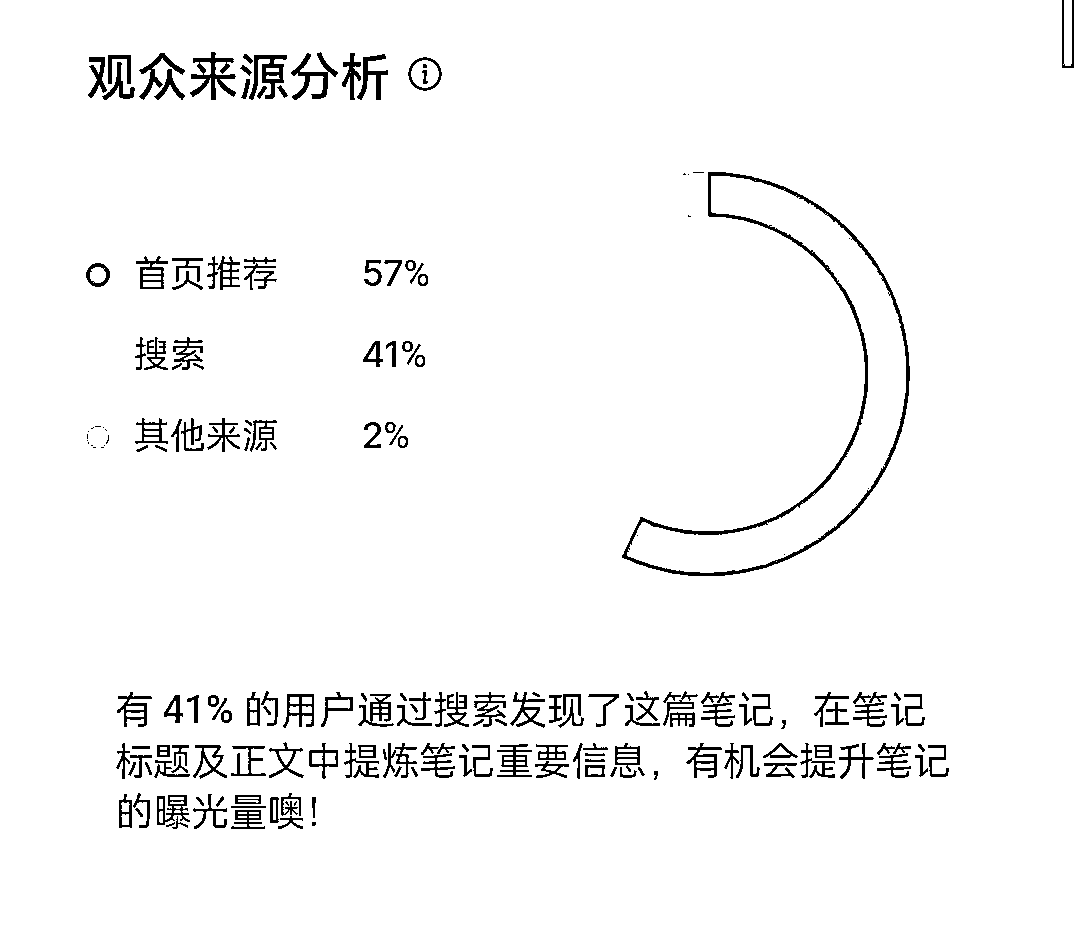 观众来源分析
首页推荐 57%
搜索 41%
其他来源 2%
有 41% 的用户通过搜索发现了这篇笔记，在笔记
标题及正文中提炼笔记重要信息，有机会提升笔记
的曝光量噢！